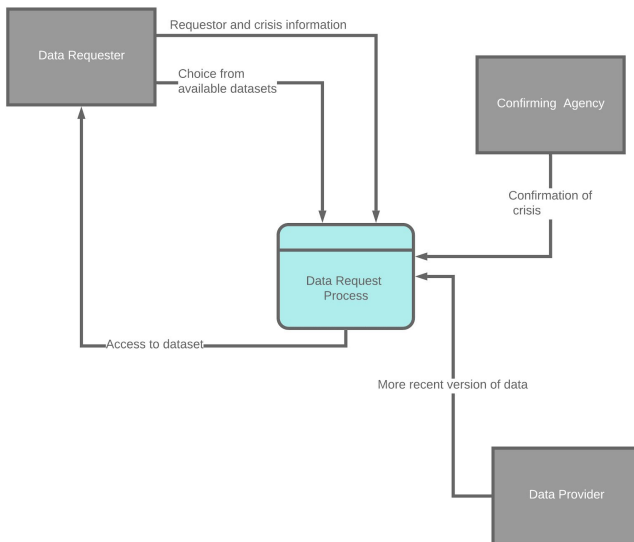 Requestor and crisis information
Data Requester
Choice from
available datasets
Confirming Agency
Confirmation of
crisis
Data Request
Process
Access to dataset
More recent version of data
Data Provider